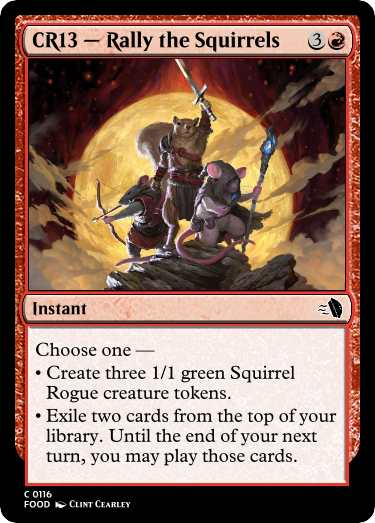 CR13 — Rally the Squirrels 3
Instant
Choose one —
• Create three 1/1 green Squirrel
Rogue creature tokens.
• Exile two cards from the top of your
library. Until the end of your next
turn, you may play those cards.
C 0116
FOOD Clint Cearley